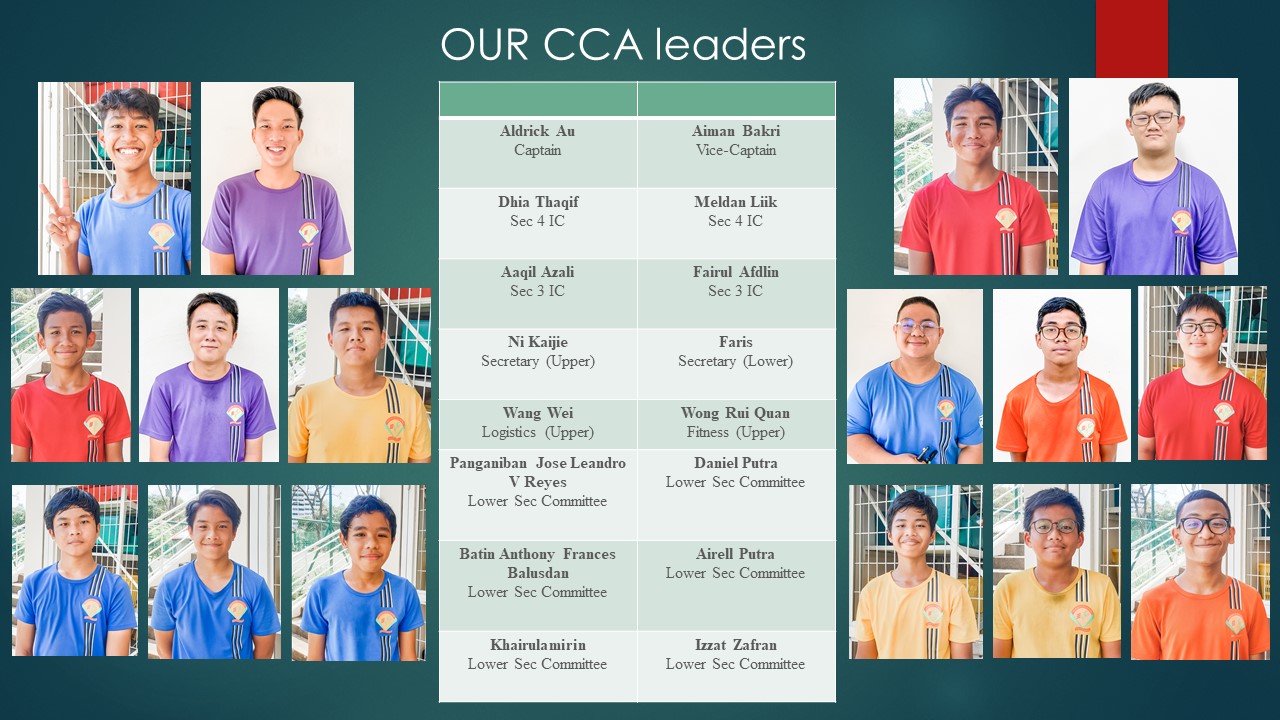 OUR CCA leaders
Aldrick Au
Captain
Aiman Bakri
Vice-Captain
Dhia Thaqif
Sec 4 IC
Meldan Liik
Sec 4 IC
Aaqil Azali
Sec 3 IC
Fairul Afdlin
Sec 3 IC
Ni Kaijie
Secretary (Upper)
Faris
Secretary (Lower)
Wang Wei
Logistics (Upper)
Wong Rui Quan
Fitness (Upper)
Panganiban Jose Leandro
V Reyes
Lower Sec Committee
Daniel Putra
Lower Sec Committee
Batin Anthony Frances
Balusdan
Lower Sec Committee
Airell Putra
Lower Sec Committee
Khairulamirin
Lower Sec Committee
Izzat Zafran
Lower Sec Committee